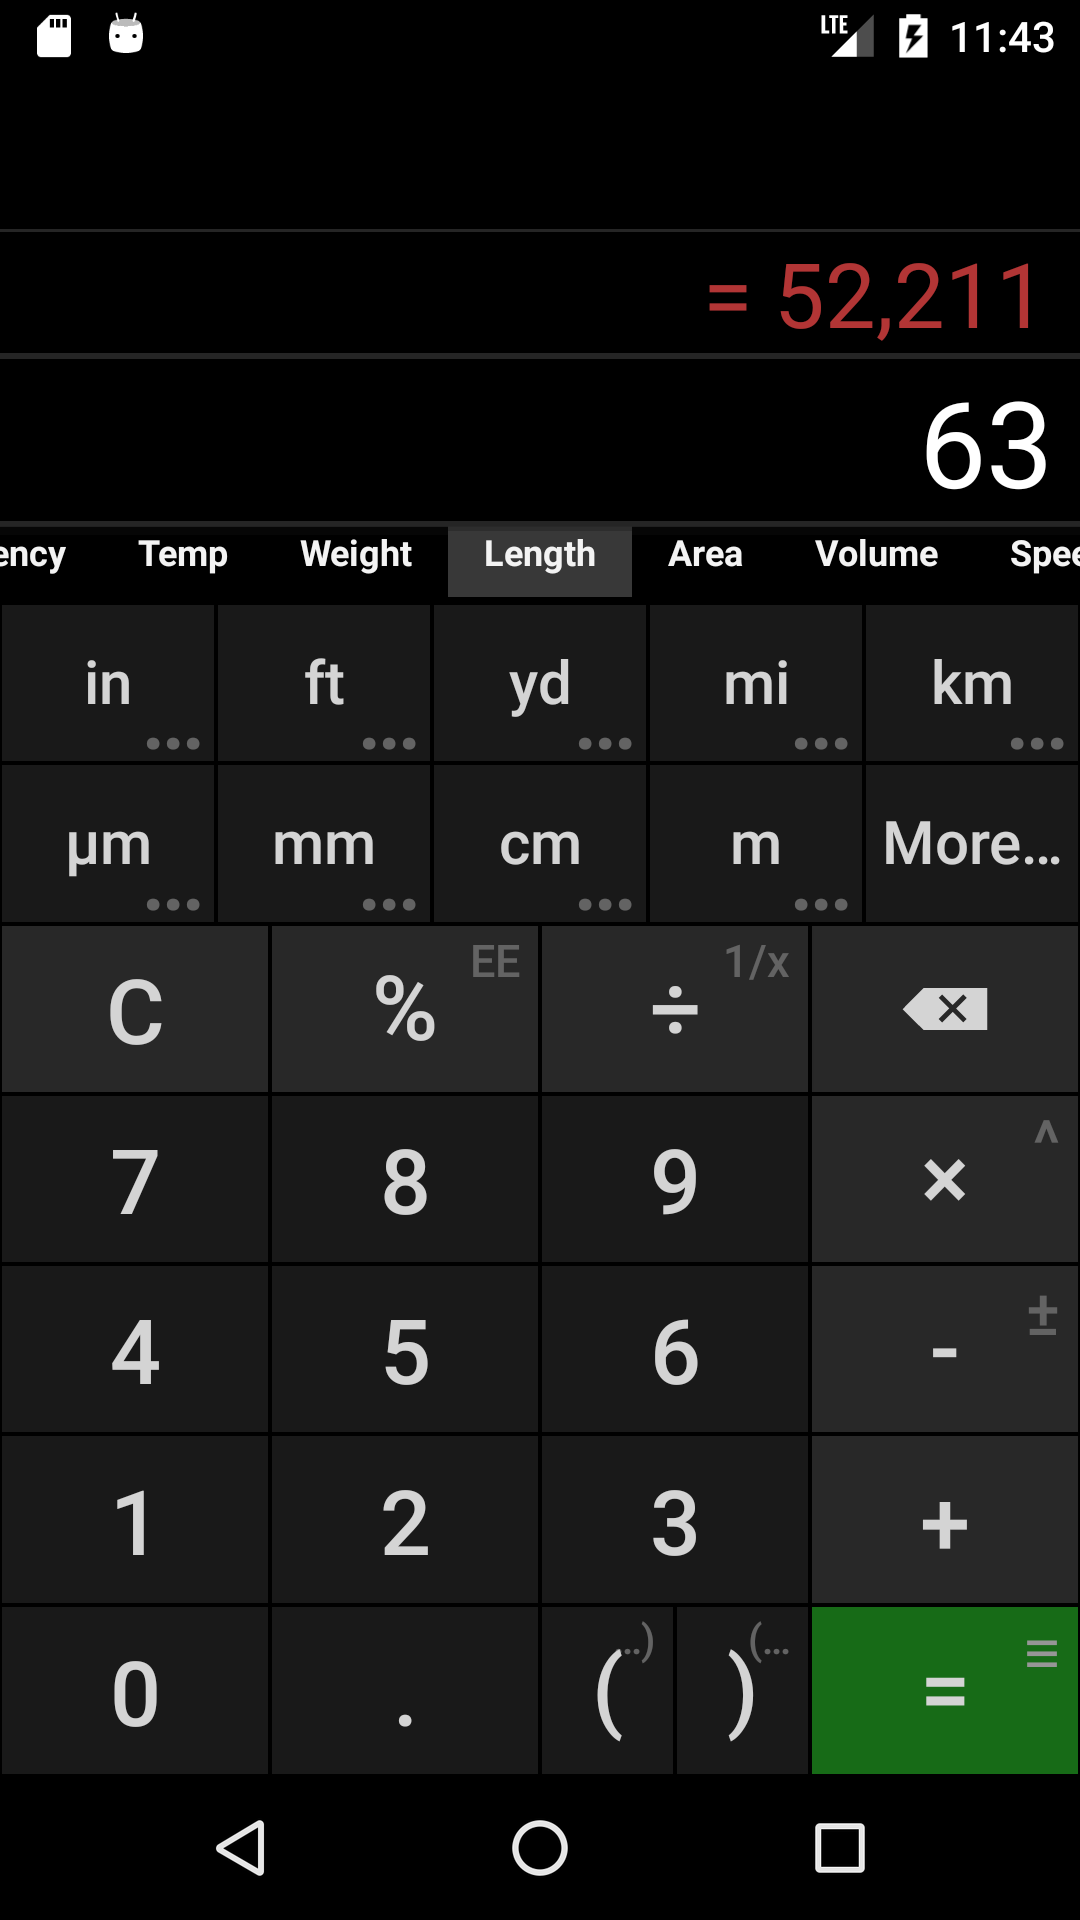 LTE 11:43
= 52,211
63
ency Temp Weight Length Area Volume Spee
in ft yd mi km
µm mm cm m More...
C % EE ÷ 1/x
7 8 9 × ^
4 5 6 - ±
1 2 3 +
0 . ( ..) ) (... =